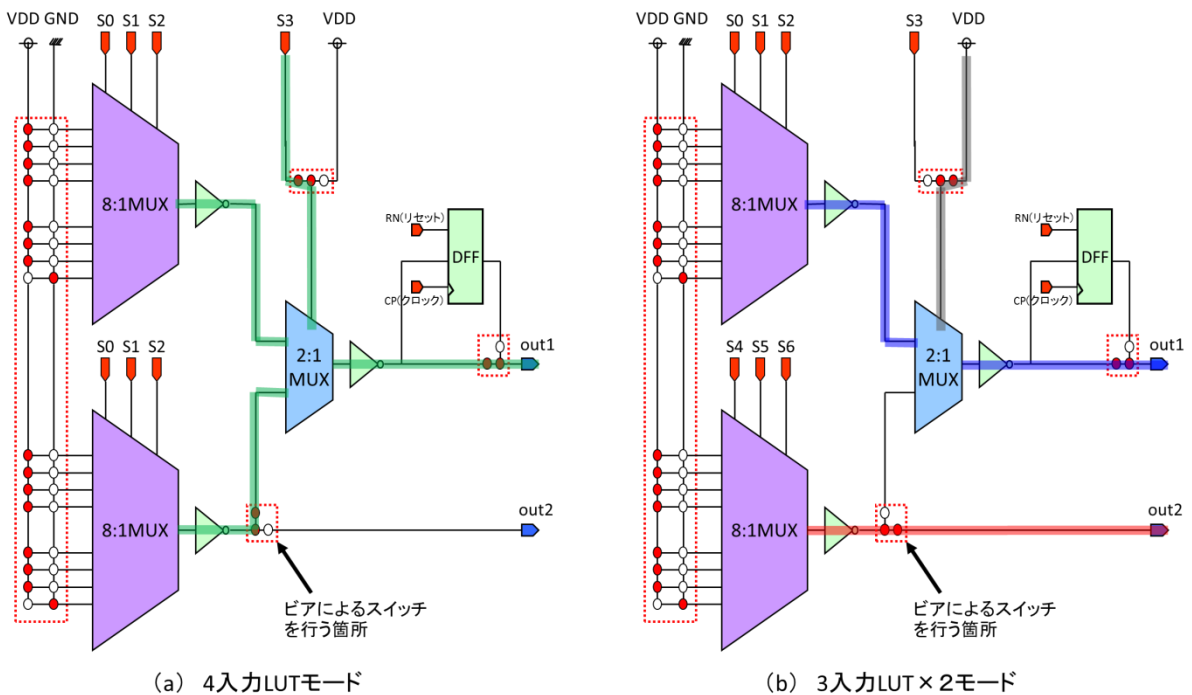 VDD GND S0 S1 S2 S3 VDD
8:1MUX
RN(リセット)
DFF
CP(クロック)
2:1
MUX
out1
S0 S1 S2
8:1MUX
out2
ビアによるスイッチ
を行う箇所
(a) 4入力LUTモード
VDD GND S0 S1 S2 S3 VDD
8:1MUX
RN(リセット)
DFF
CP(クロック)
2:1
MUX
out1
S4 S5 S6
8:1MUX
out2
ビアによるスイッチ
を行う箇所
(b) 3入力LUT×2モード